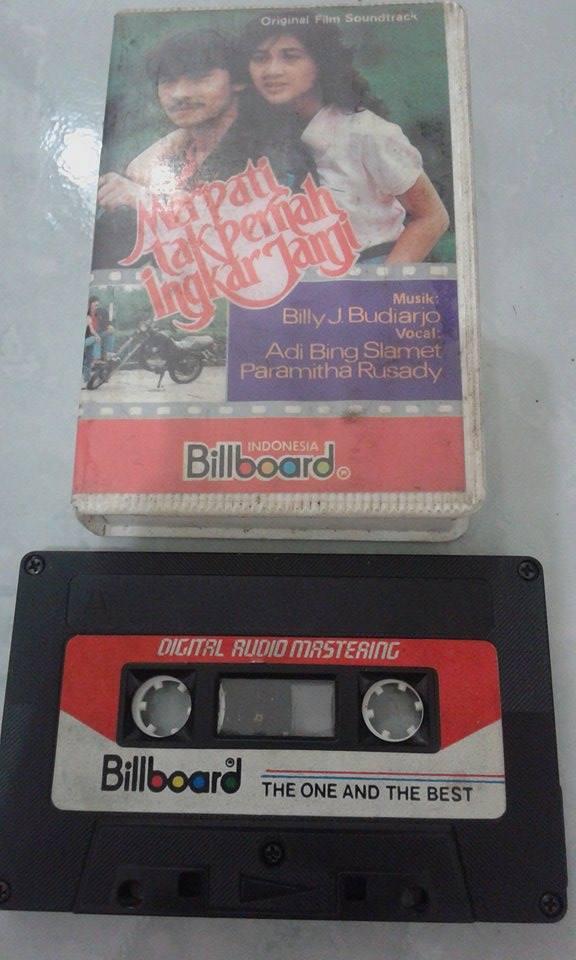 Original Film Soundtrack
Merpati
tak pernah
ingkar Janji
Musik:
Billy J. Budiarjo
Vocal:
Adi Bing Slamet
Paramitha Rusady
INDONESIA
Billboard
A
DIGITAL AUDIO MASTERING
Billboard
THE ONE AND THE BEST